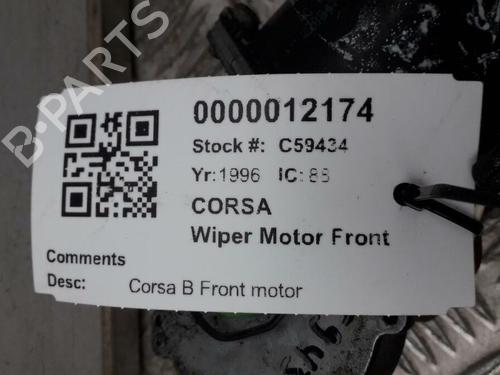 0000012174
Stock #: C59434
Yr:1996 IC:88
CORSA
Wiper Motor Front
Comments
Desc: Corsa B Front motor
B-PARTS